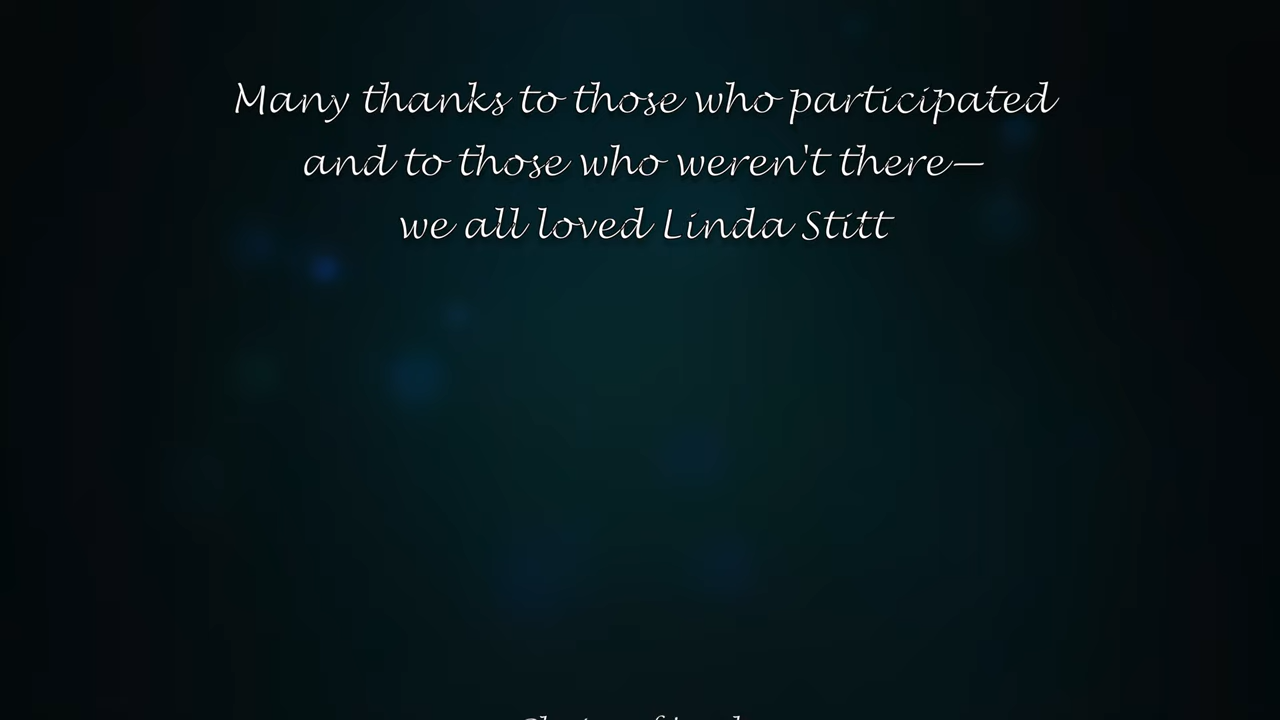 Many thanks to those who participated
and to those who weren't there—
we all loved Linda Stitt